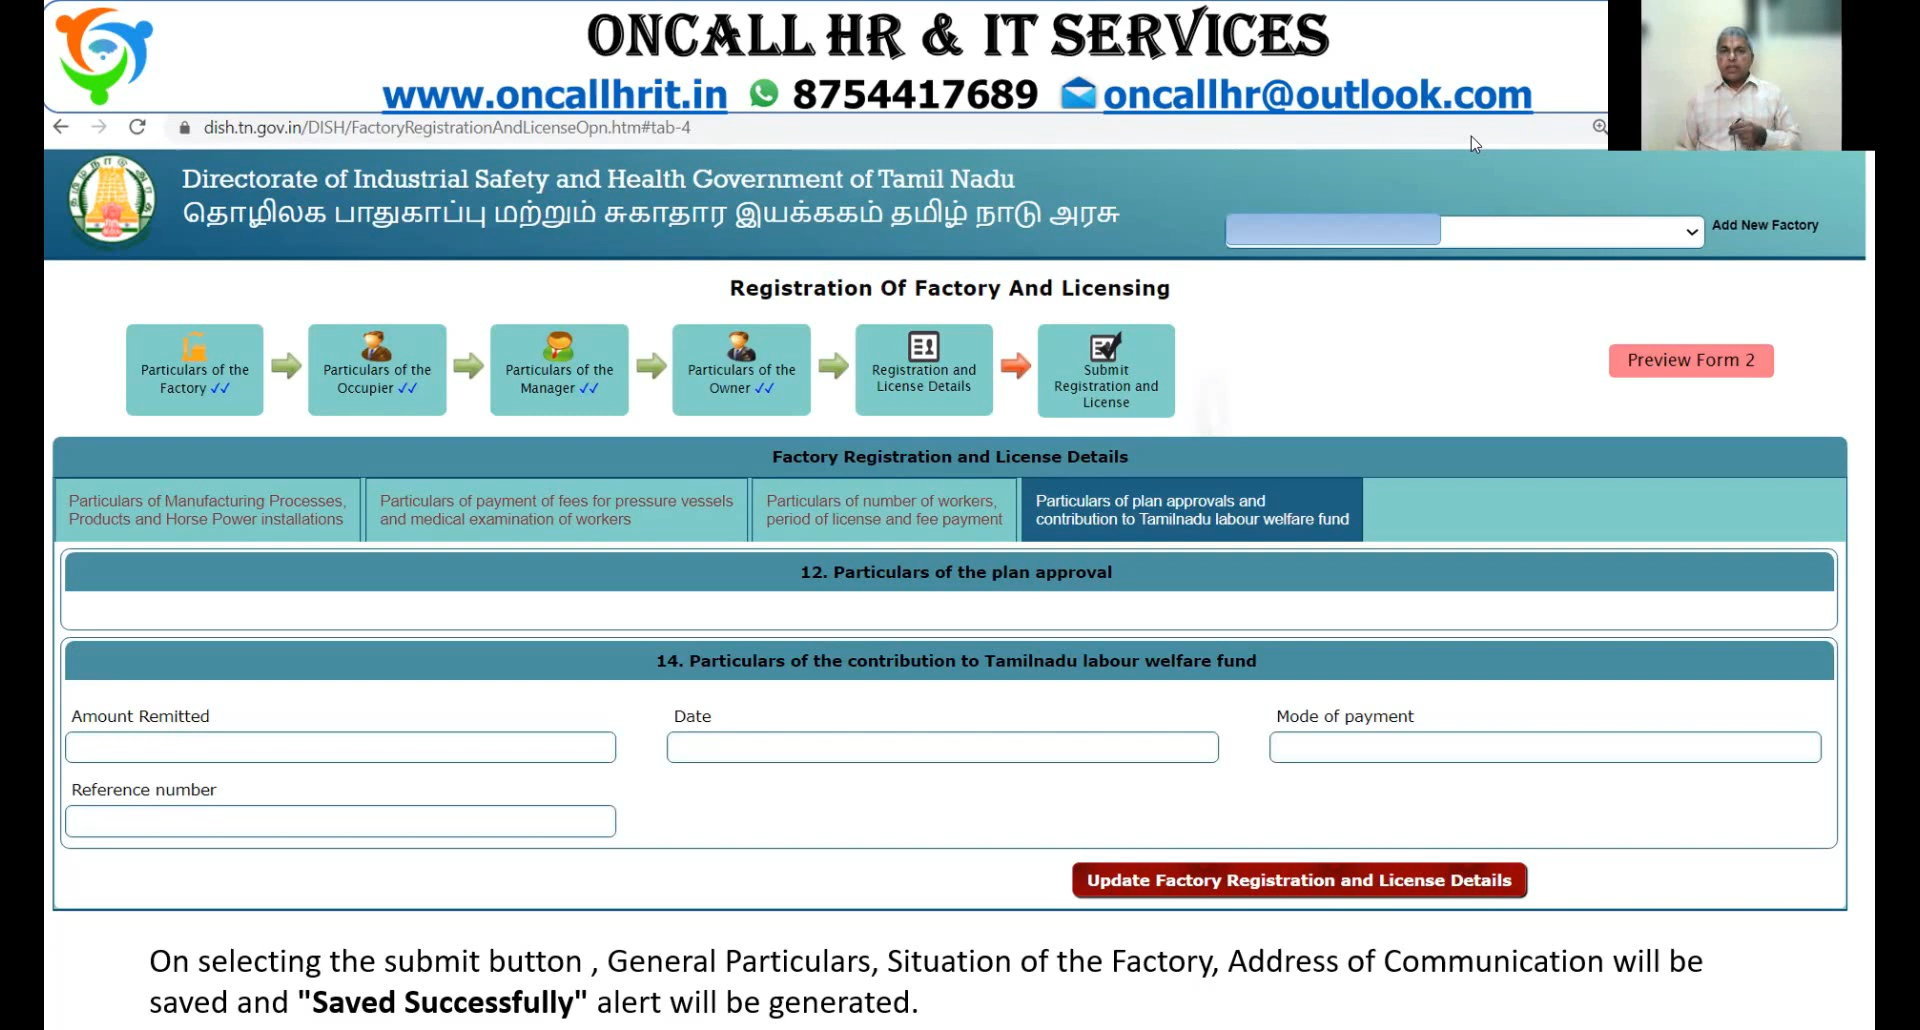 ONCALL HR & IT SERVICES
www.oncallhrit.in 8754417689 oncallhr@outlook.com
dish.tn.gov.in/DISH/FactoryRegistrationAndLicenseOpn.htm#tab-4
Directorate of Industrial Safety and Health Government of Tamil Nadu
தொழிலக பாதுகாப்பு மற்றும் சுகாதார இயக்ககம் தமிழ் நாடு அரசு
Add New Factory
Registration Of Factory And Licensing
Particulars of the
Factory ✓✓
Particulars of the
Occupier ✓✓
Particulars of the
Manager ✓✓
Particulars of the
Owner ✓✓
Registration and
License Details
Submit
Registration and
License
Preview Form 2
Factory Registration and License Details
Particulars of Manufacturing Processes,
Products and Horse Power installations
Particulars of payment of fees for pressure vessels
and medical examination of workers
Particulars of number of workers,
period of license and fee payment
Particulars of plan approvals and
contribution to Tamilnadu labour welfare fund
12. Particulars of the plan approval
14. Particulars of the contribution to Tamilnadu labour welfare fund
Amount Remitted
Date
Mode of payment
Reference number
Update Factory Registration and License Details
On selecting the submit button , General Particulars, Situation of the Factory, Address of Communication will be
saved and "Saved Successfully" alert will be generated.